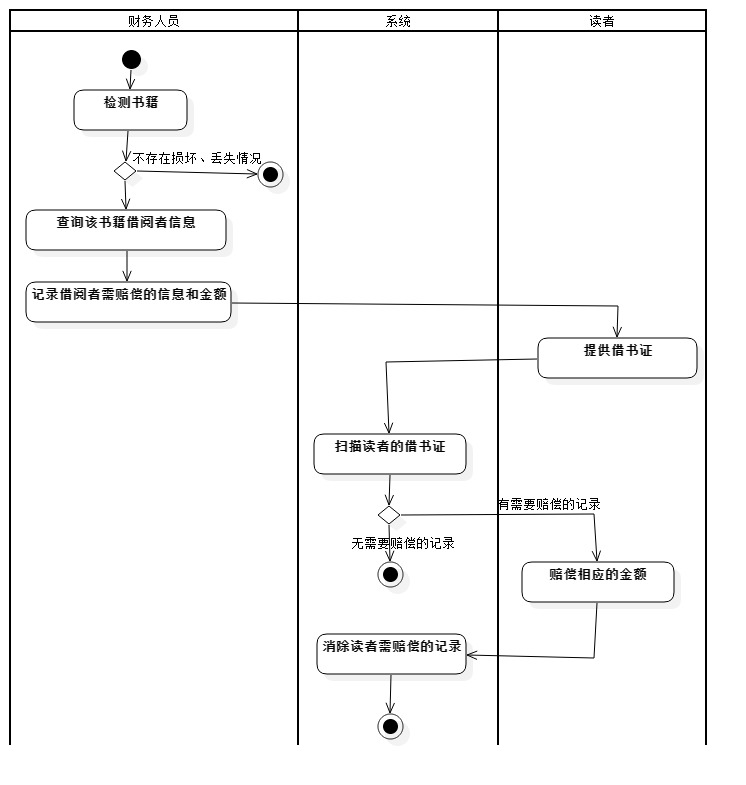 财务人员
系统
读者
检测书籍
不存在损坏、丢失情况
查询该书籍借阅者信息
记录借阅者需赔偿的信息和金额
提供借书证
扫描读者的借书证
有需要赔偿的记录
无需要赔偿的记录
赔偿相应的金额
消除读者需赔偿的记录